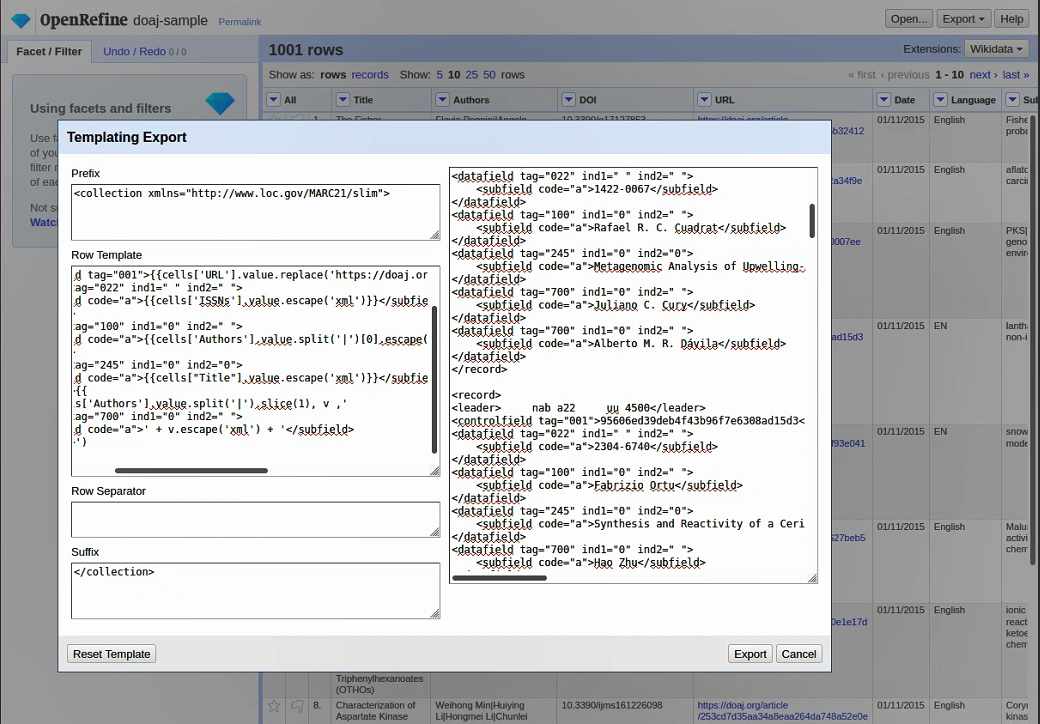 OpenRefine doaj-sample Permalink
Open... Export Help
Facet / Filter Undo / Redo 0 / 0
1001 rows
Extensions: Wikidata
Show as: rows records Show: 5 10 25 50 rows
« first ‹ previous 1 - 10 next › last »
All Title Authors DOI URL Date Language Sub
Using facets and filters
Use fa
of you
filter r
of eac
Not su
Watc
1. The Fisher Flavia Pennini|Angelo 10.3390/e17127853 https://doaj.org/article
b32412 01/11/2015 English Fishe
proba
a34f9e 01/11/2015 English aflato
carcin
0007ee 01/11/2015 English PKS|
geno
enviro
ad15d3 01/11/2015 EN lantha
non-i
f93e041 01/11/2015 EN snow
mode
527beb5 01/11/2015 English Malus
activi
chem
0e1e17d 01/11/2015 English ionic
react
ketoe
chem
Templating Export
Prefix
<collection xmlns="http://www.loc.gov/MARC21/slim">
Row Template
d tag="001">{{cells['URL'].value.replace('https://doaj.or
ag="022" ind1=" " ind2=" ">
d code="a">{{cells['ISSNs'].value.escape('xml')}}</subfie
ag="100" ind1="0" ind2=" ">
d code="a">{{cells['Authors'].value.split('|')[0].escape(
ag="245" ind1="0" ind2="0">
d code="a">{{cells["Title"].value.escape('xml')}}</subfie
{{
s['Authors'].value.split('|').slice(1), v ,'
ag="700" ind1="0" ind2=" ">
d code="a">' + v.escape('xml') + '</subfield>
')
Row Separator
Suffix
</collection>
<datafield tag="022" ind1=" " ind2=" ">
<subfield code="a">1422-0067</subfield>
</datafield>
<datafield tag="100" ind1="0" ind2=" ">
<subfield code="a">Rafael R. C. Cuadrat</subfield>
</datafield>
<datafield tag="245" ind1="0" ind2="0">
<subfield code="a">Metagenomic Analysis of Upwelling-
</datafield>
<datafield tag="700" ind1="0" ind2=" ">
<subfield code="a">Juliano C. Cury</subfield>
</datafield>
<datafield tag="700" ind1="0" ind2=" ">
<subfield code="a">Alberto M. R. Dávila</subfield>
</datafield>
</record>
<record>
<leader> nab a22 uu 4500</leader>
<controlfield tag="001">95606ed39deb4f43b96f7e6308ad15d3<
<datafield tag="022" ind1=" " ind2=" ">
<subfield code="a">2304-6740</subfield>
</datafield>
<datafield tag="100" ind1="0" ind2=" ">
<subfield code="a">Fabrizio Ortu</subfield>
</datafield>
<datafield tag="245" ind1="0" ind2="0">
<subfield code="a">Synthesis and Reactivity of a Ceri
</datafield>
<datafield tag="700" ind1="0" ind2=" ">
<subfield code="a">Hao Zhu</subfield>
Reset Template Export Cancel
Triphenylhexanoates
(OTHOs)
8. Characterization of Weihong Min|Huiying 10.3390/ijms161226098 https://doaj.org/article 01/11/2015 English Coryn
Aspartate Kinase Li|Hongmei Li|Chunlei /253cd7d35aa34a8eaa264da748a52e0e kinas